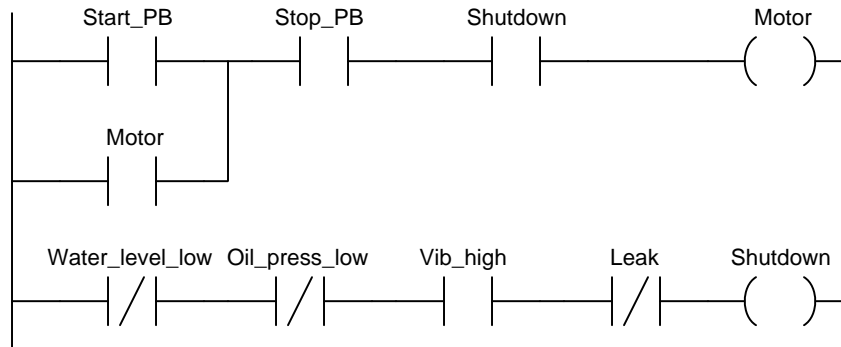 Start_PB Stop_PB Shutdown Motor
Motor
Water_level_low Oil_press_low Vib_high Leak Shutdown